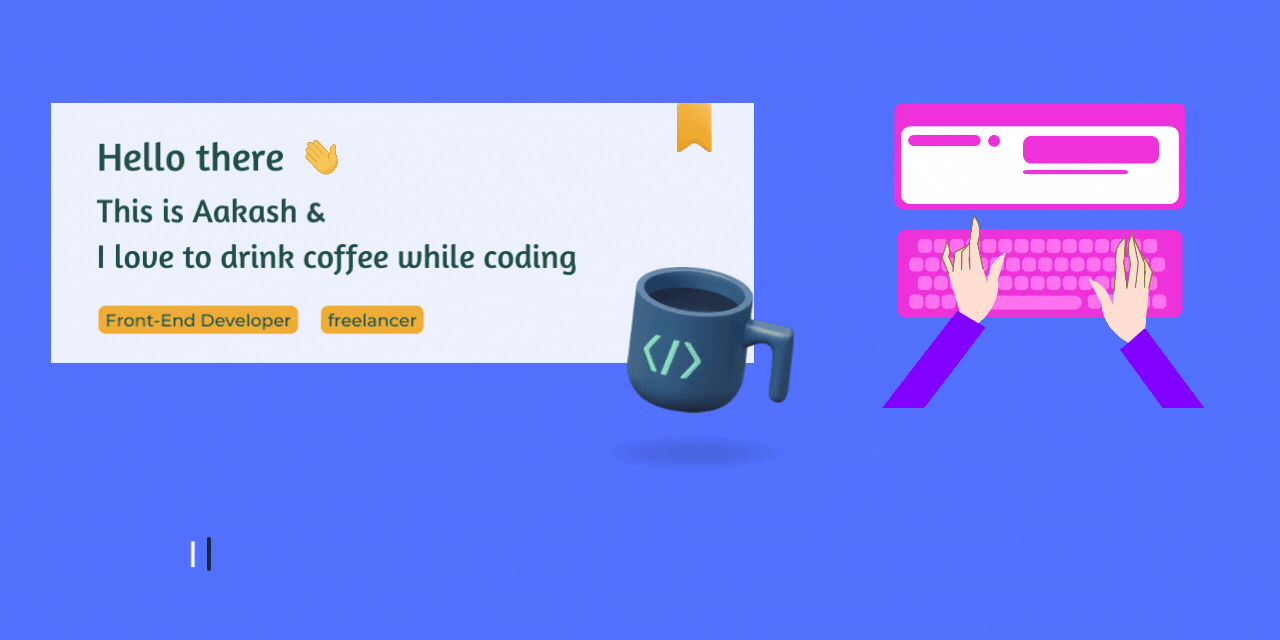 Hello there 👋
This is Aakash &
I love to drink coffee while coding
Front-End Developer freelancer
</>